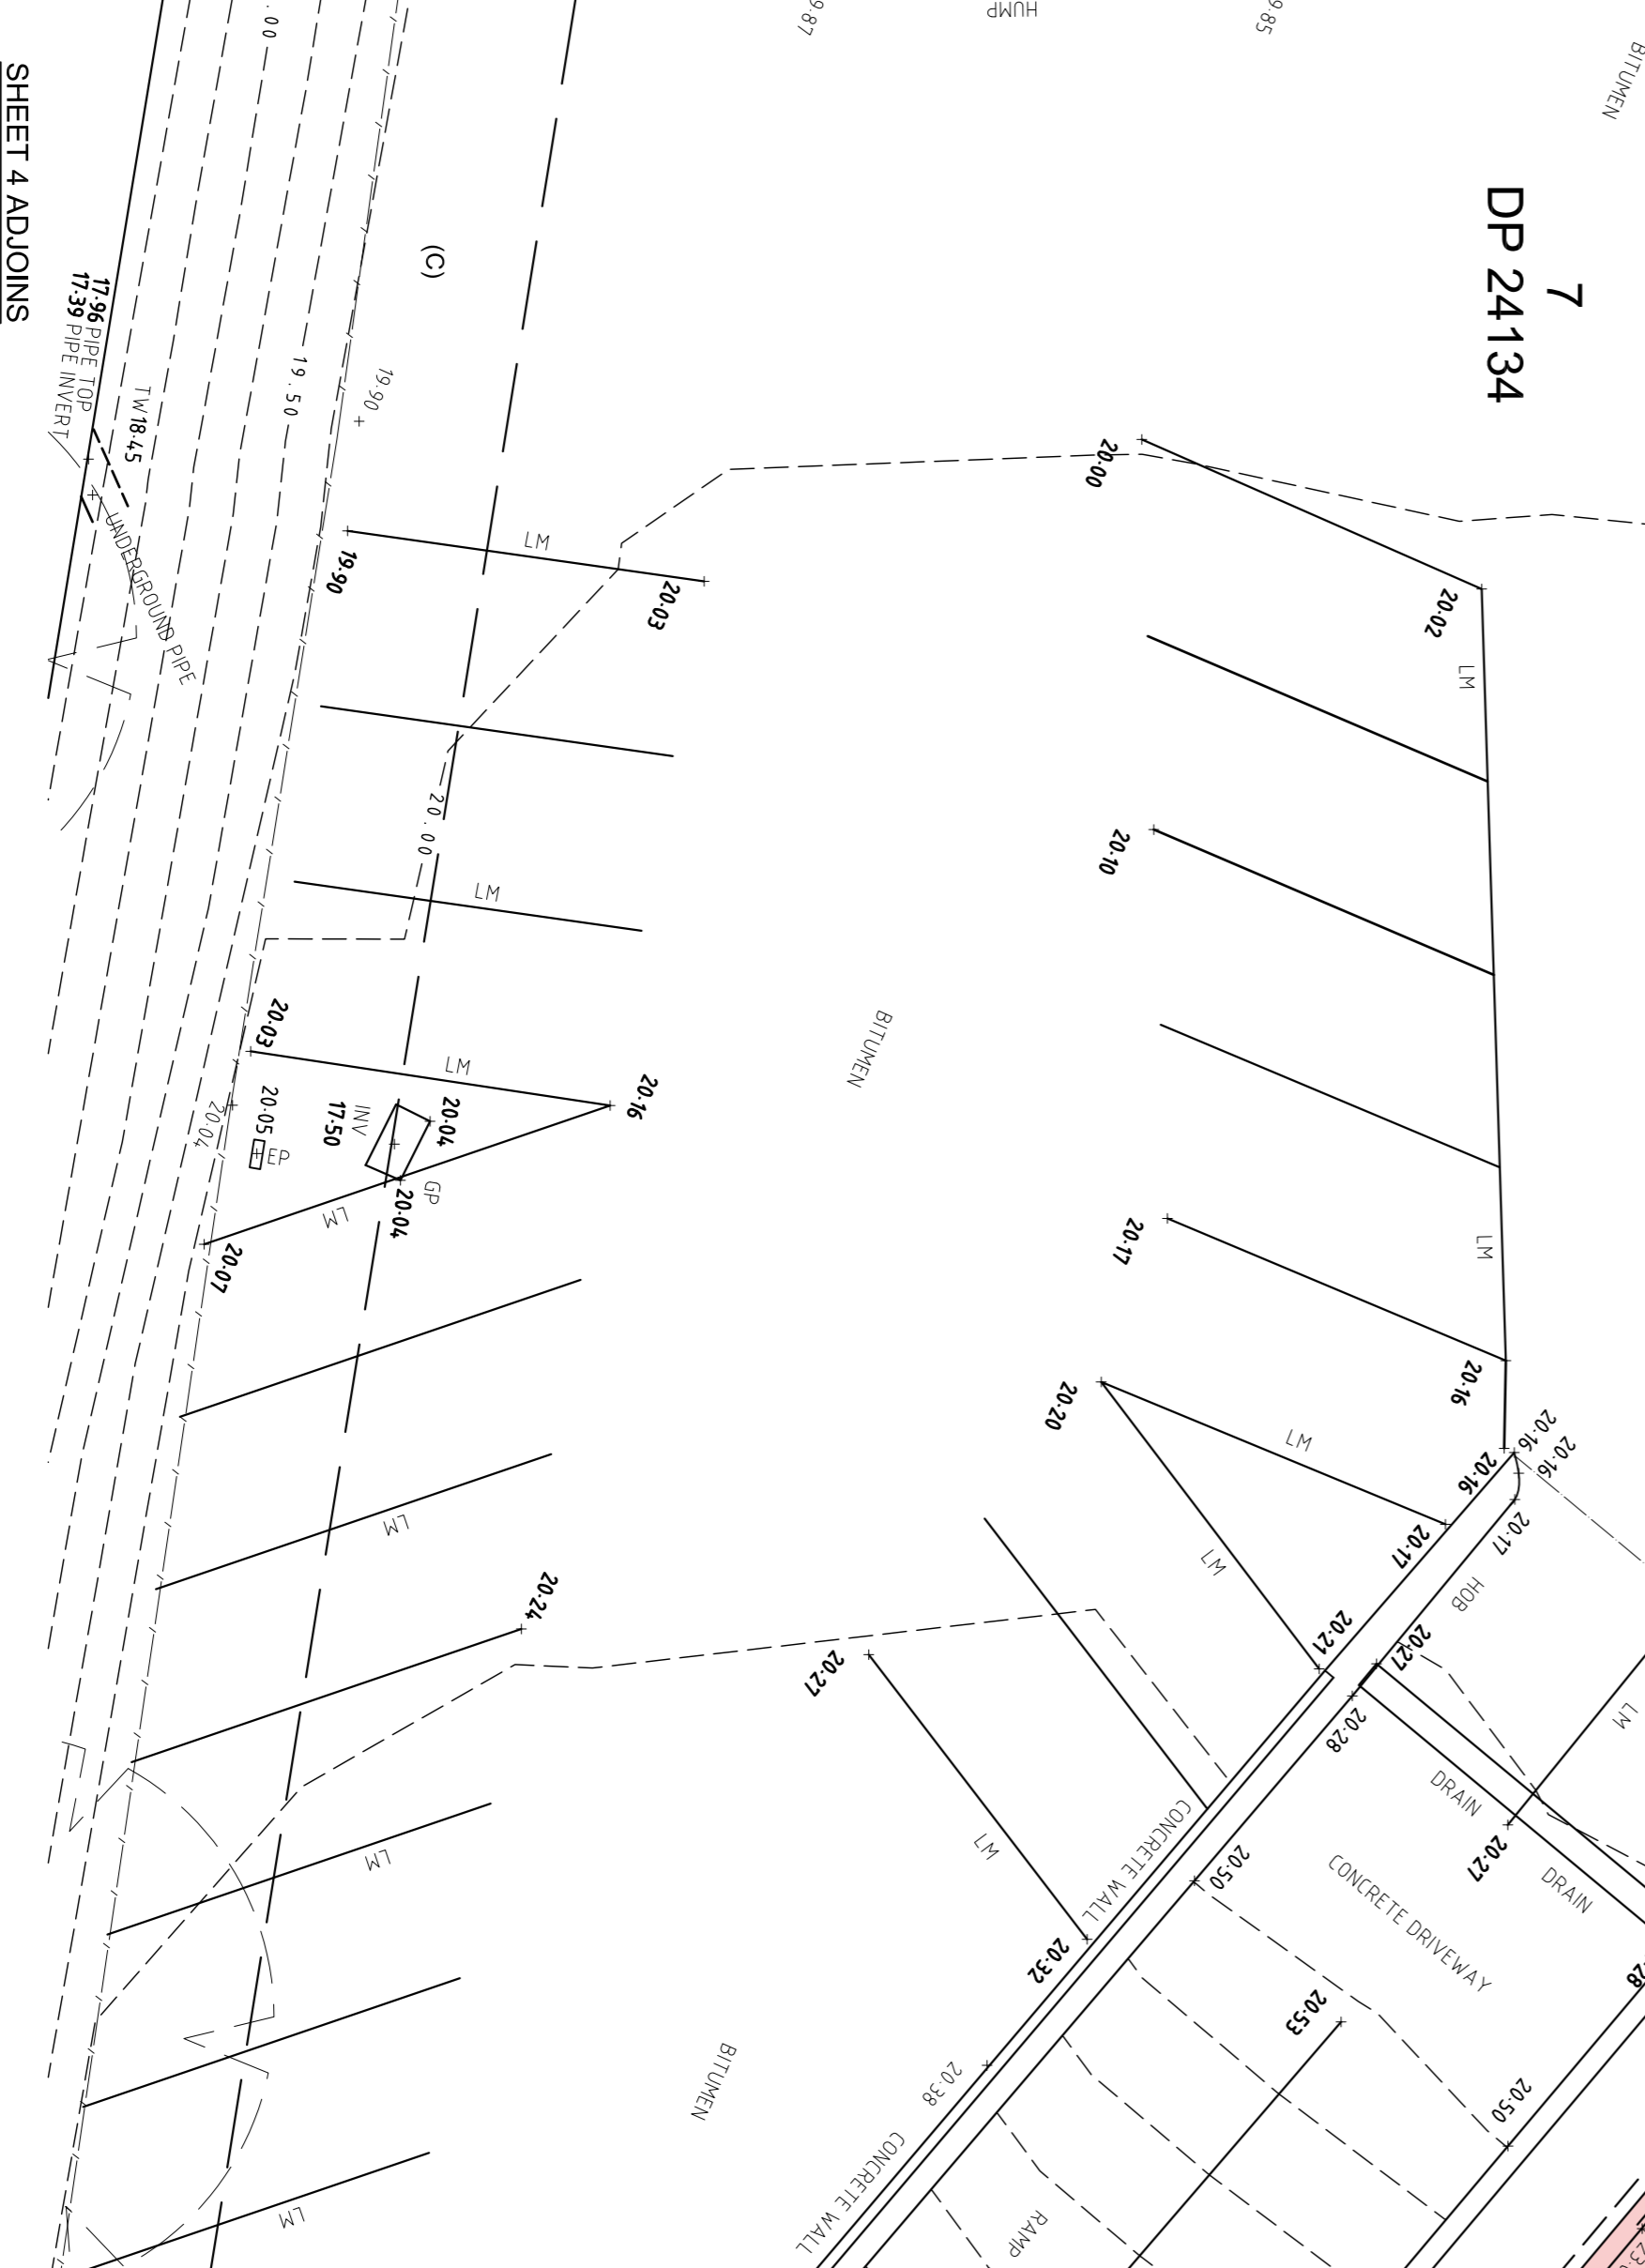 9.87
HUMP
9.85
BITUMEN
.00
SHEET 4 ADJOINS
7
DP 24134
(C)
17.96 PIPE TOP
17.39 PIPE INVERT
TW18.45
19.50
19.90
UNDERGROUND PIPE
20.00
19.90
LM
20.03
20.02
LM
20.00
20.10
LM
BITUMEN
20.03
LM
20.16
20.05
EP
20.04
INV
17.50
20.04
GP
20.04
LM
20.07
20.17
LM
20.16
20.20
LM
20.16
20.16
20.16
20.17
20.17
LM
HOB
20.21
20.27
20.28
LM
20.24
20.27
LM
LM
DRAIN
20.27
DRAIN
CONCRETE WALL
20.50
CONCRETE DRIVEWAY
LM
20.32
20.53
20.38
BITUMEN
20.50
CONCRETE WALL
RAMP
LM